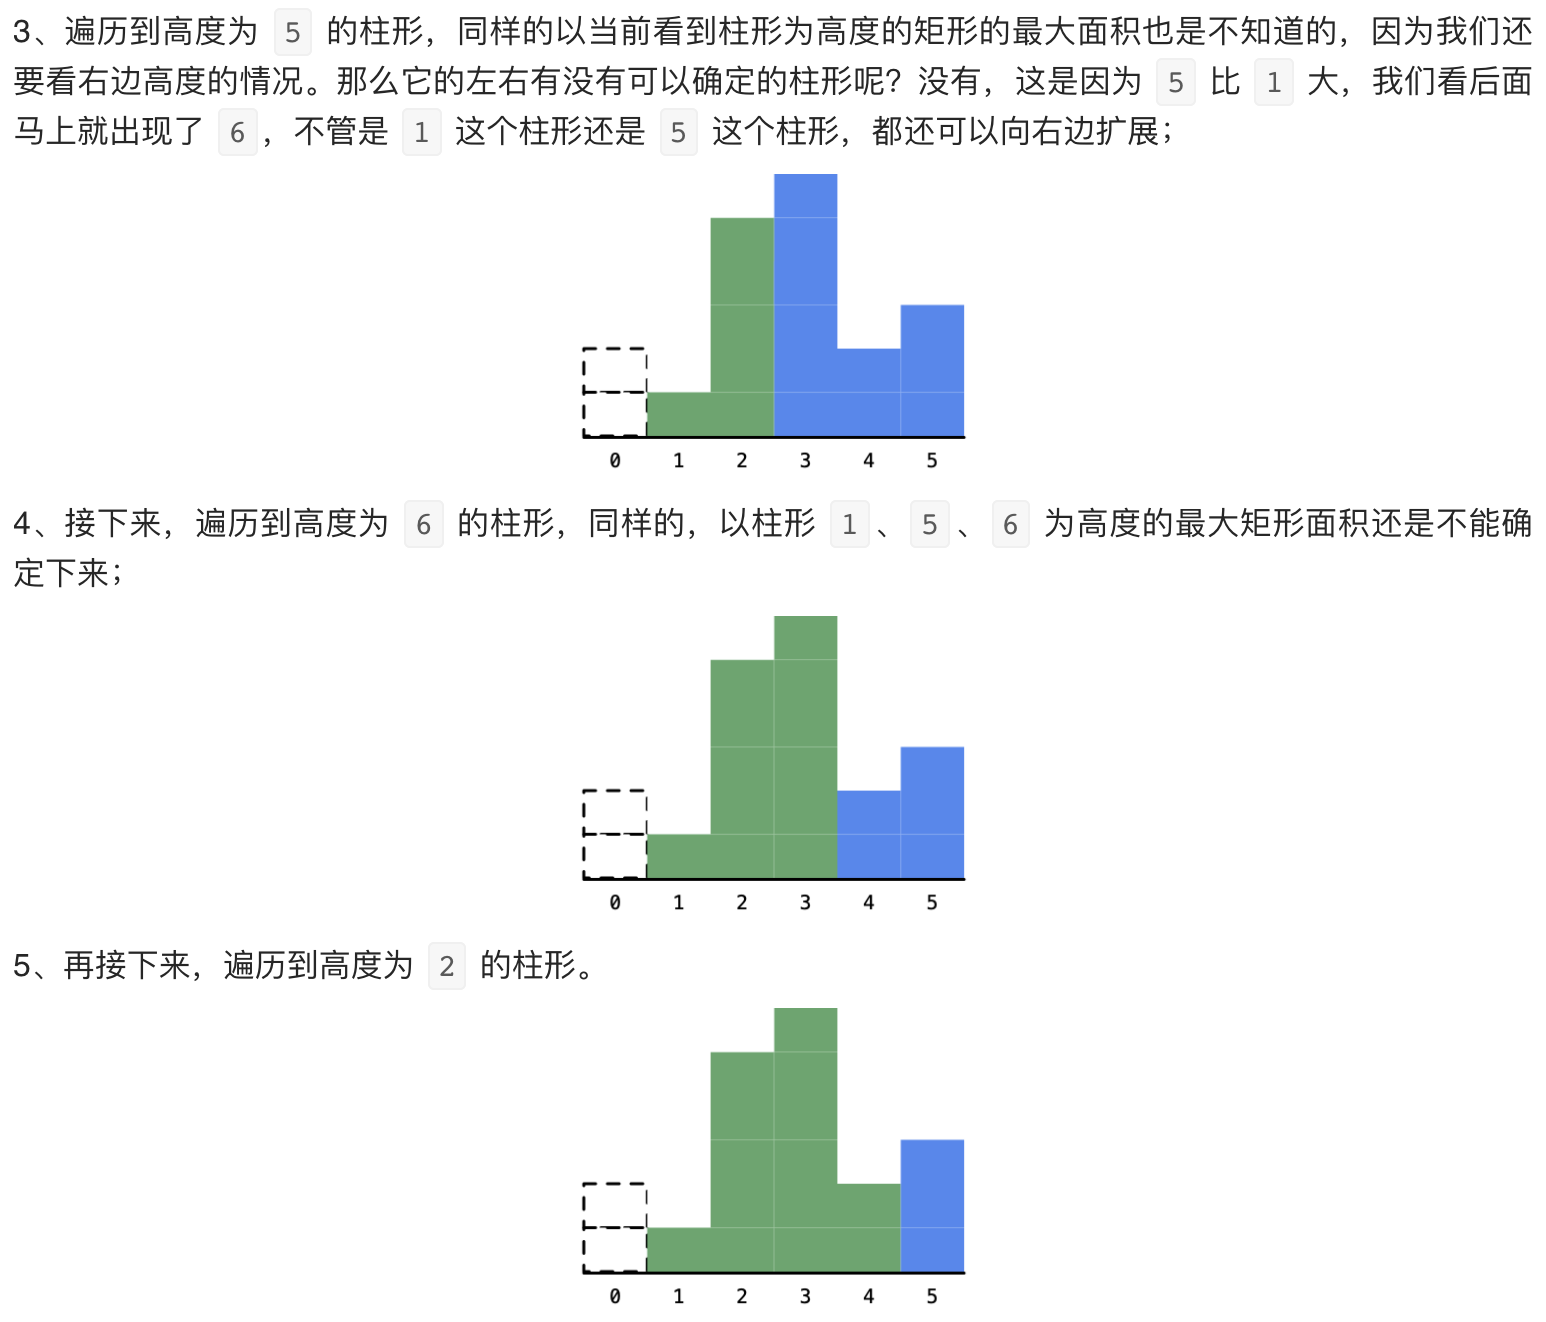 3、遍历到高度为 5 的柱形，同样的以当前看到柱形为高度的矩形的最大面积也是不知道的，因为我们还
要看右边高度的情况。那么它的左右有没有可以确定的柱形呢？没有，这是因为 5 比 1 大，我们看后面
马上就出现了 6，不管是 1 这个柱形还是 5 这个柱形，都还可以向右边扩展；
0 1 2 3 4 5
4、接下来，遍历到高度为 6 的柱形，同样的，以柱形 1、5、6 为高度的最大矩形面积还是不能确
定下来；
0 1 2 3 4 5
5、再接下来，遍历到高度为 2 的柱形。
0 1 2 3 4 5